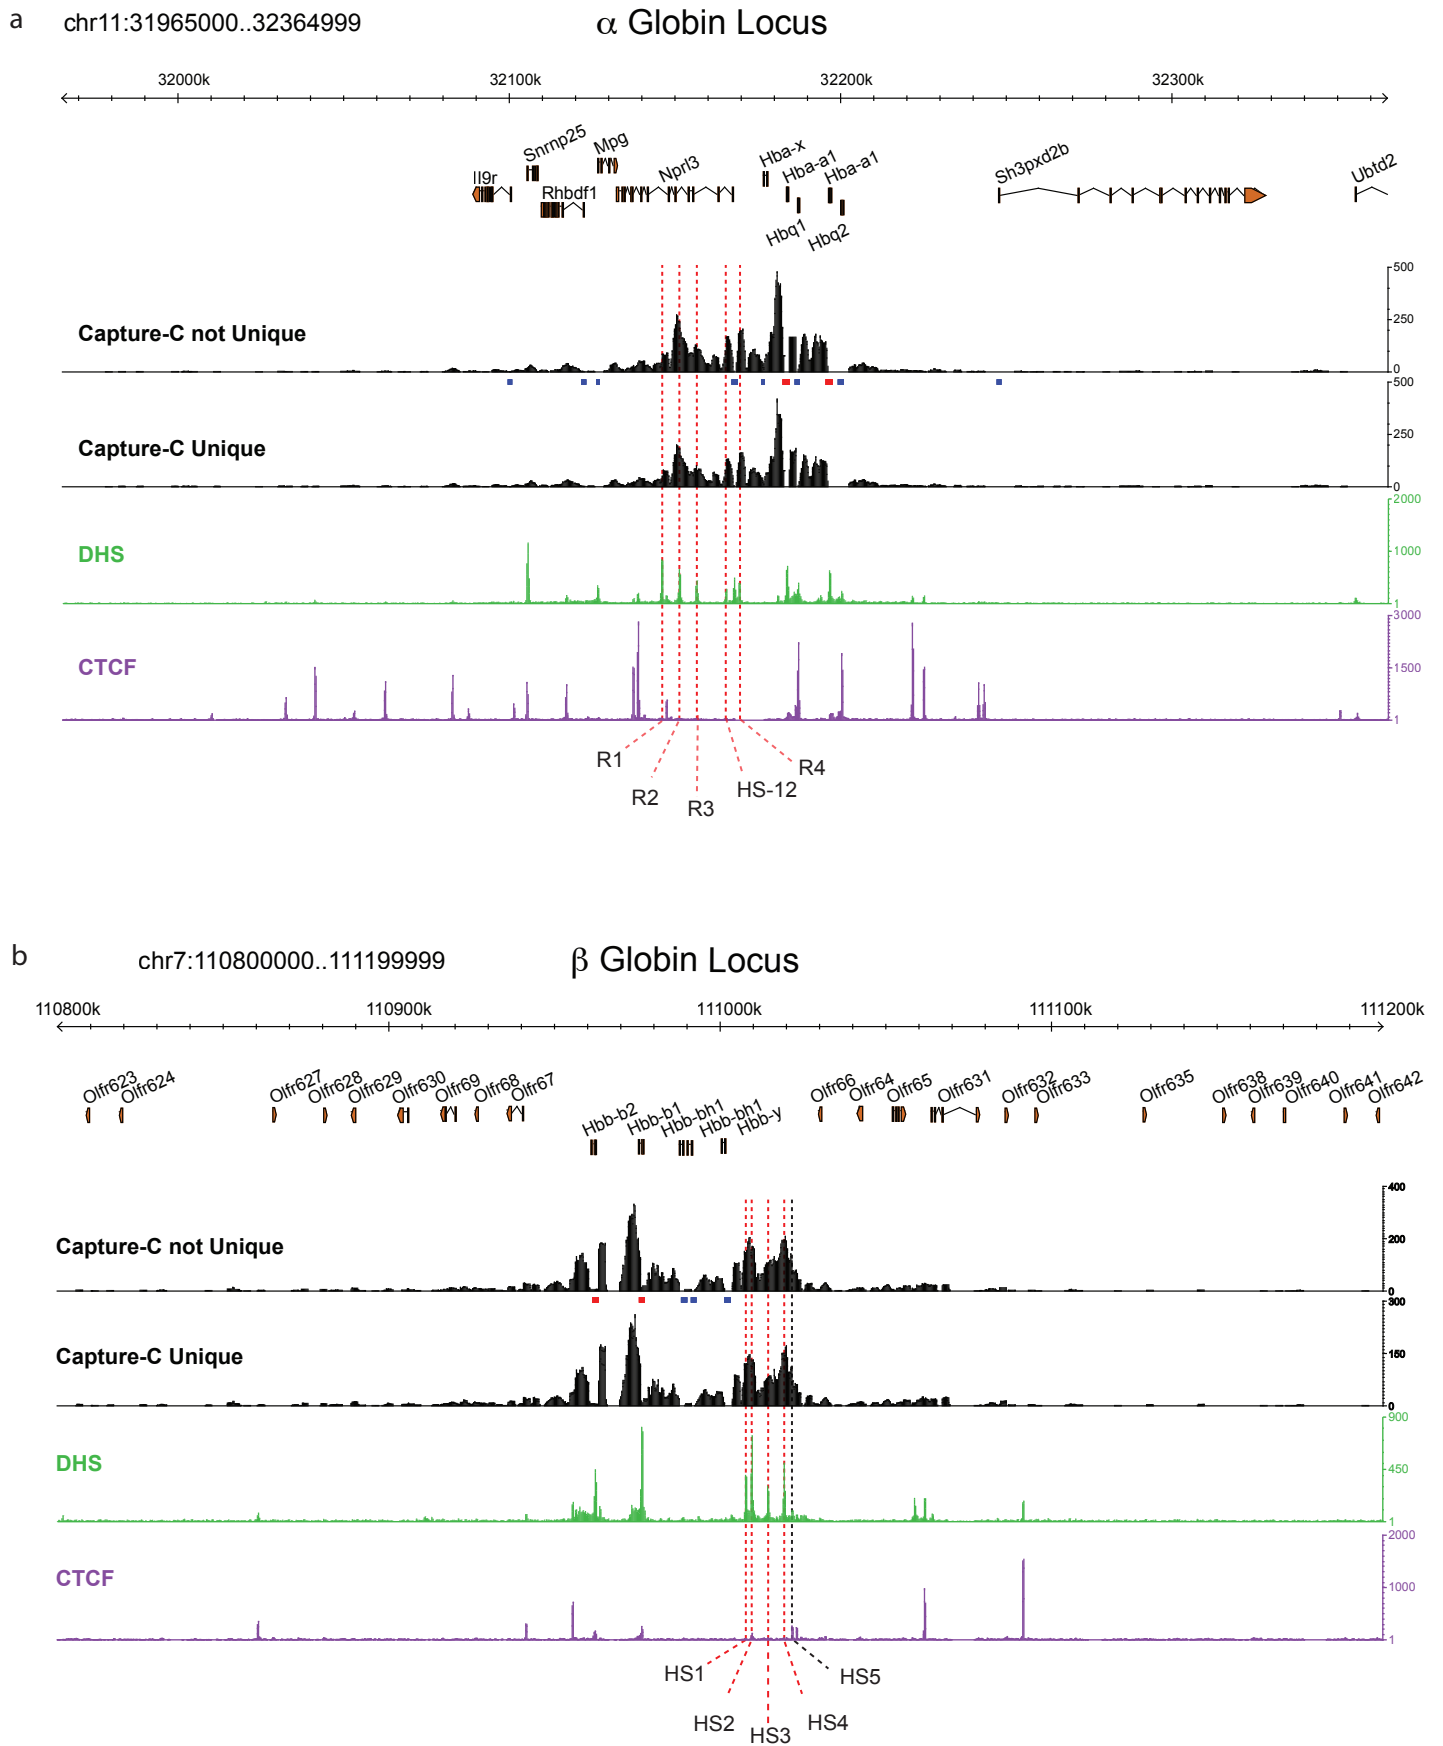 a chr11:31965000..32364999 α Globin Locus
32000k 32100k 32200k 32300k
Il9r Snrnp25 Rhbdf1 Mpg Nprl3 Hba-x Hba-a1 Hba-a1 Sh3pxd2b Ubtd2
Hbq1 Hbq2
500
Capture-C not Unique
250
0
500
Capture-C Unique
250
0
2000
DHS
1000
1
3000
CTCF
1500
1
R1 R4
R2 HS-12
R3
b chr7:110800000..111199999 β Globin Locus
110800k 110900k 111000k 111100k 111200k
Olfr623 Olfr624 Olfr627 Olfr628 Olfr629 Olfr630 Olfr69 Olfr68 Olfr67 Olfr66 Olfr64 Olfr65 Olfr631 Olfr632 Olfr633 Olfr635 Olfr638 Olfr639 Olfr640 Olfr641 Olfr642
Hbb-b2 Hbb-b1 Hbb-bh1 Hbb-bh1 Hbb-y
400
Capture-C not Unique
200
0
300
Capture-C Unique
150
0
900
DHS
450
1
2000
CTCF
1000
1
HS1 HS5
HS2 HS4
HS3